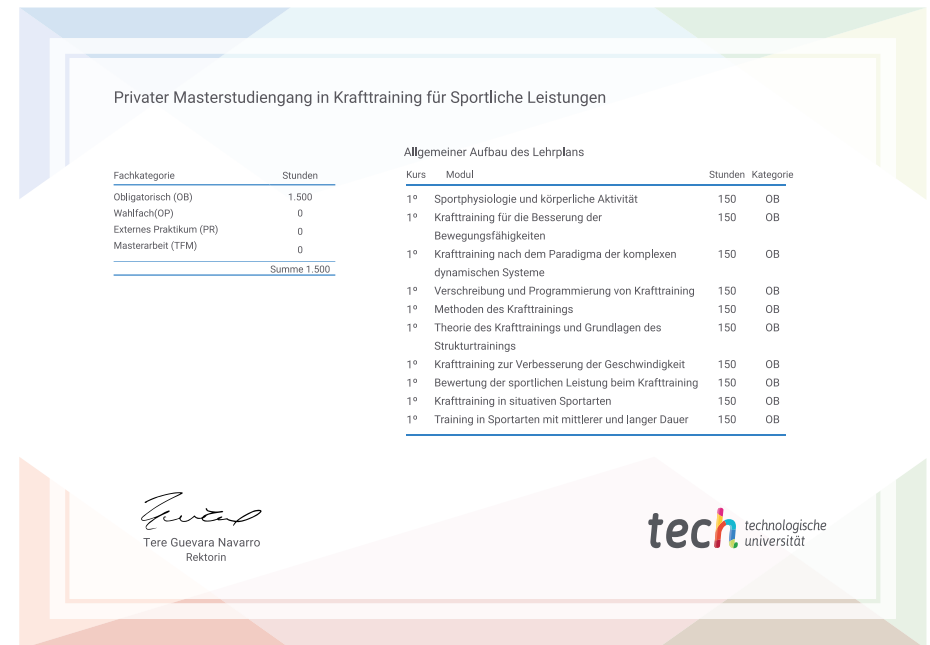 Privater Masterstudiengang in Krafttraining für Sportliche Leistungen
Fachkategorie Stunden
Obligatorisch (OB) 1.500
Wahlfach(OP) 0
Externes Praktikum (PR) 0
Masterarbeit (TFM) 0
Summe 1.500
Allgemeiner Aufbau des Lehrplans
Kurs Modul Stunden Kategorie
1º Sportphysiologie und körperliche Aktivität 150 OB
1º Krafttraining für die Besserung der 150 OB
Bewegungsfähigkeiten
1º Krafttraining nach dem Paradigma der komplexen 150 OB
dynamischen Systeme
1º Verschreibung und Programmierung von Krafttraining 150 OB
1º Methoden des Krafttrainings 150 OB
1º Theorie des Krafttrainings und Grundlagen des 150 OB
Strukturtrainings
1º Krafttraining zur Verbesserung der Geschwindigkeit 150 OB
1º Bewertung der sportlichen Leistung beim Krafttraining 150 OB
1º Krafttraining in situativen Sportarten 150 OB
1º Training in Sportarten mit mittlerer und langer Dauer 150 OB
Tere Guevara Navarro
Rektorin
tech technologische
universität